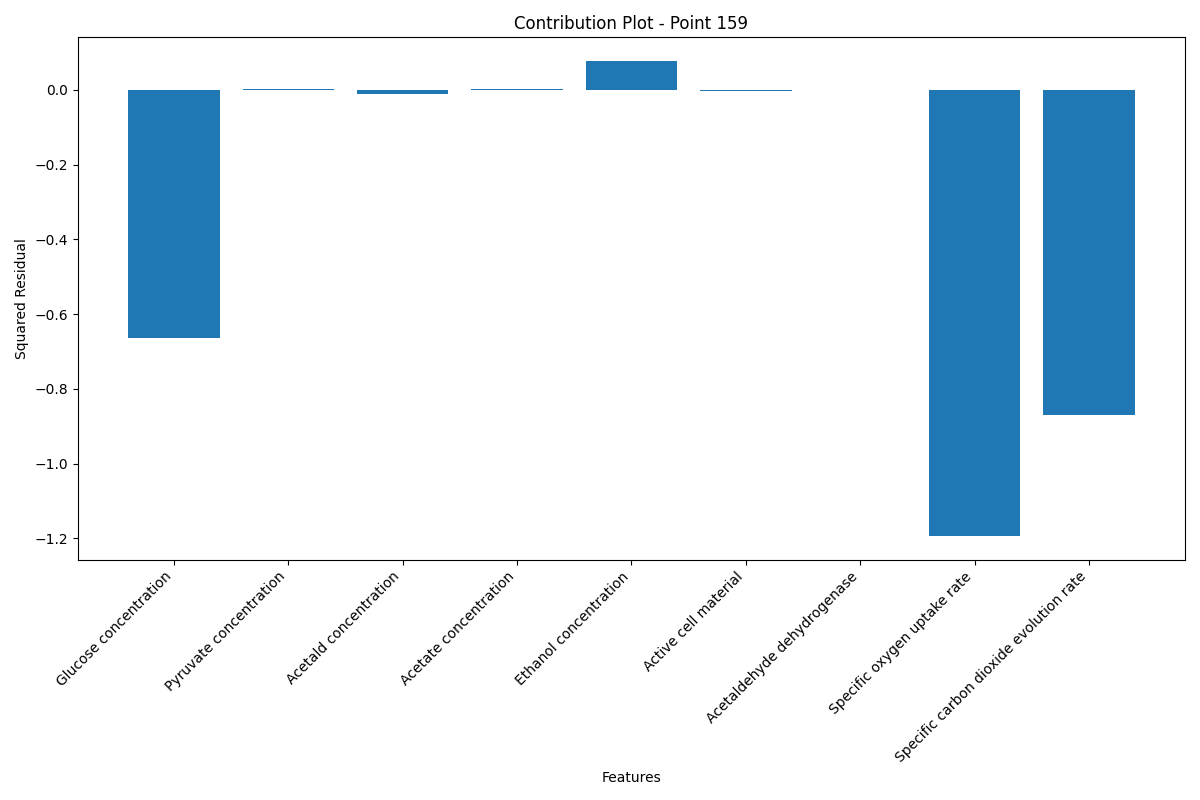 Contribution Plot - Point 159
Squared Residual
0.0
−0.2
−0.4
−0.6
−0.8
−1.0
−1.2
Glucose concentration
Pyruvate concentration
Acetald concentration
Acetate concentration
Ethanol concentration
Active cell material
Acetaldehyde dehydrogenase
Specific oxygen uptake rate
Specific carbon dioxide evolution rate
Features